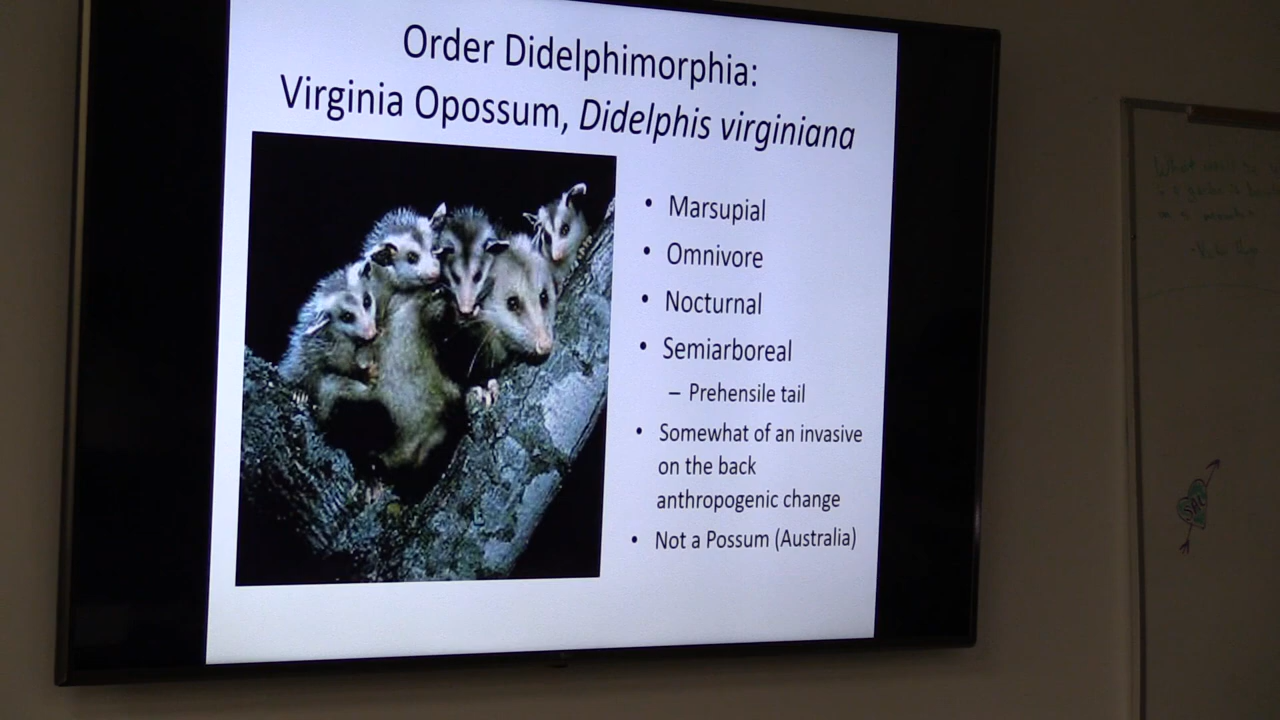 Order Didelphimorphia:
Virginia Opossum, Didelphis virginiana
• Marsupial
• Omnivore
• Nocturnal
• Semiarboreal
– Prehensile tail
• Somewhat of an invasive
on the back
anthropogenic change
• Not a Possum (Australia)
What